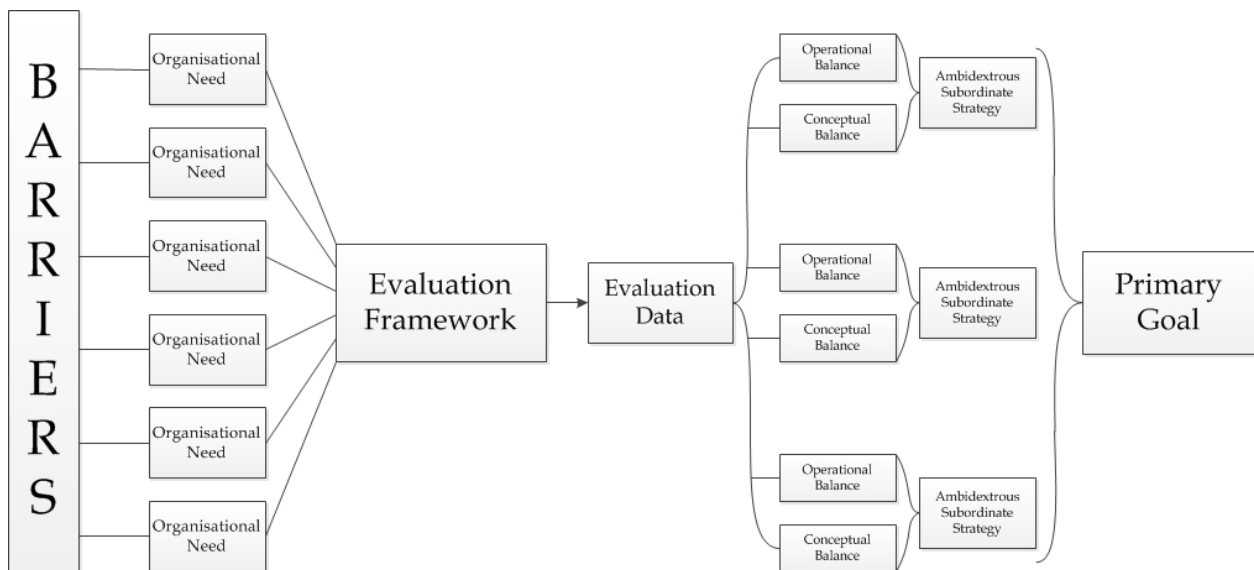 BARRIERS
Organisational
Need
Organisational
Need
Organisational
Need
Organisational
Need
Organisational
Need
Organisational
Need
Evaluation
Framework
Evaluation
Data
Operational
Balance
Conceptual
Balance
Ambidextrous
Subordinate
Strategy
Operational
Balance
Conceptual
Balance
Ambidextrous
Subordinate
Strategy
Operational
Balance
Conceptual
Balance
Ambidextrous
Subordinate
Strategy
Primary
Goal